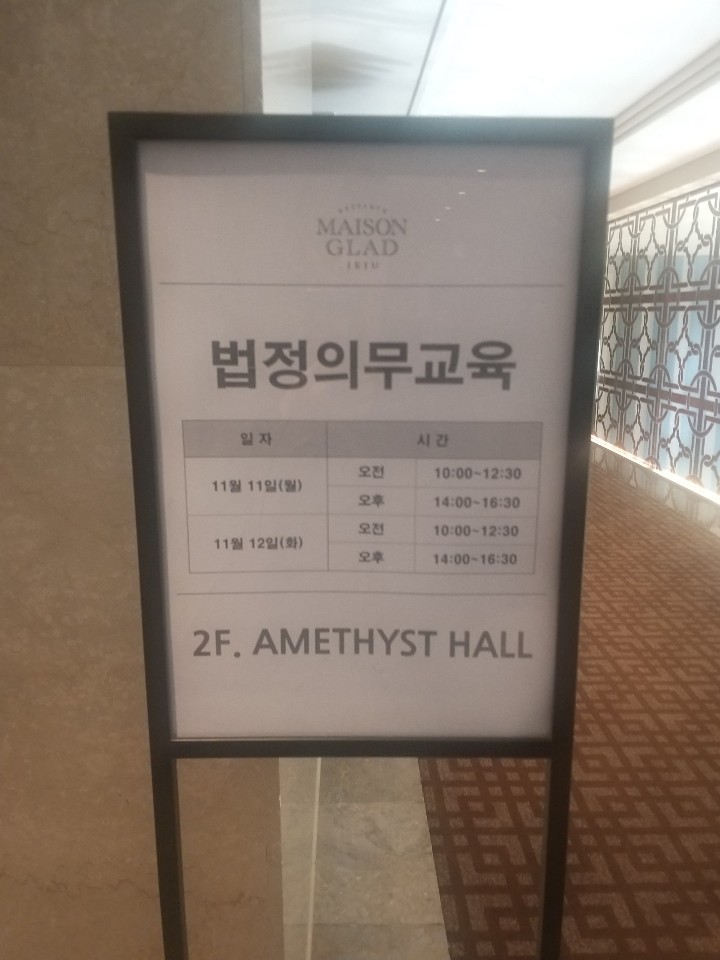 MAISON
GLAD
JEJU
법정의무교육
일 자 시 간
11월 11일(월) 오전 10:00~12:30
오후 14:00~16:30
11월 12일(화) 오전 10:00~12:30
오후 14:00~16:30
2F. AMETHYST HALL